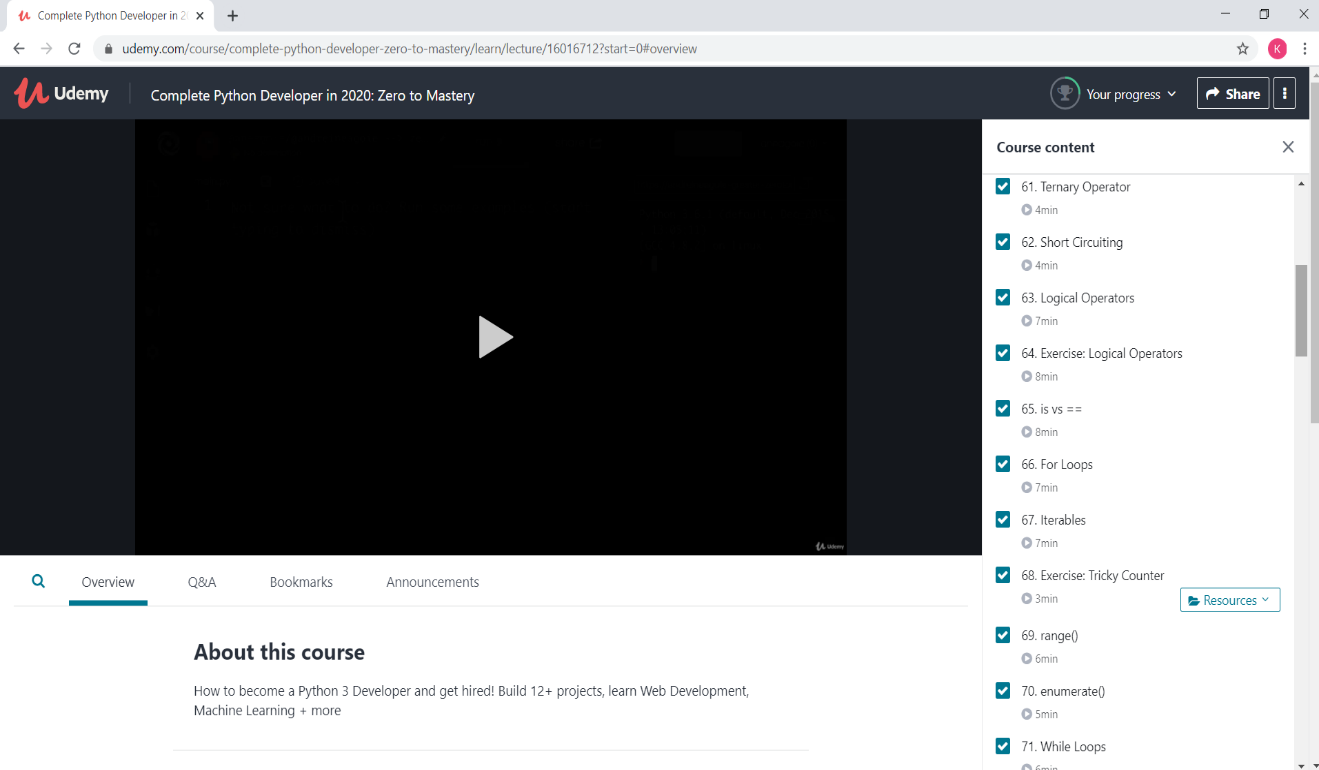 Complete Python Developer in 2
udemy.com/course/complete-python-developer-zero-to-mastery/learn/lecture/16016712?start=0#overview
K
Udemy
Complete Python Developer in 2020: Zero to Mastery
Your progress
Share
Course content
61. Ternary Operator
4min
62. Short Circuiting
4min
63. Logical Operators
7min
64. Exercise: Logical Operators
8min
65. is vs ==
8min
66. For Loops
7min
67. Iterables
7min
68. Exercise: Tricky Counter
3min
Resources
69. range()
6min
70. enumerate()
5min
71. While Loops
6min
Udemy
Overview
Q&A
Bookmarks
Announcements
About this course
How to become a Python 3 Developer and get hired! Build 12+ projects, learn Web Development,
Machine Learning + more